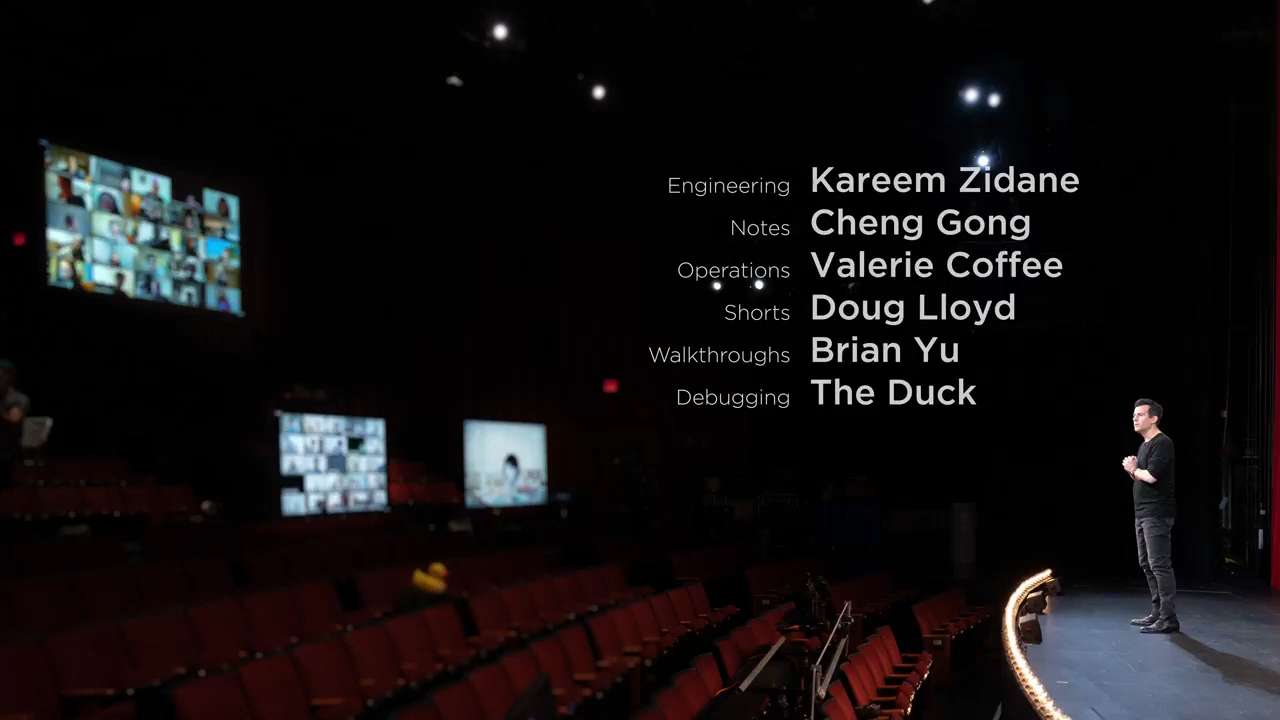 Engineering Kareem Zidane
Notes Cheng Gong
Operations Valerie Coffee
Shorts Doug Lloyd
Walkthroughs Brian Yu
Debugging The Duck